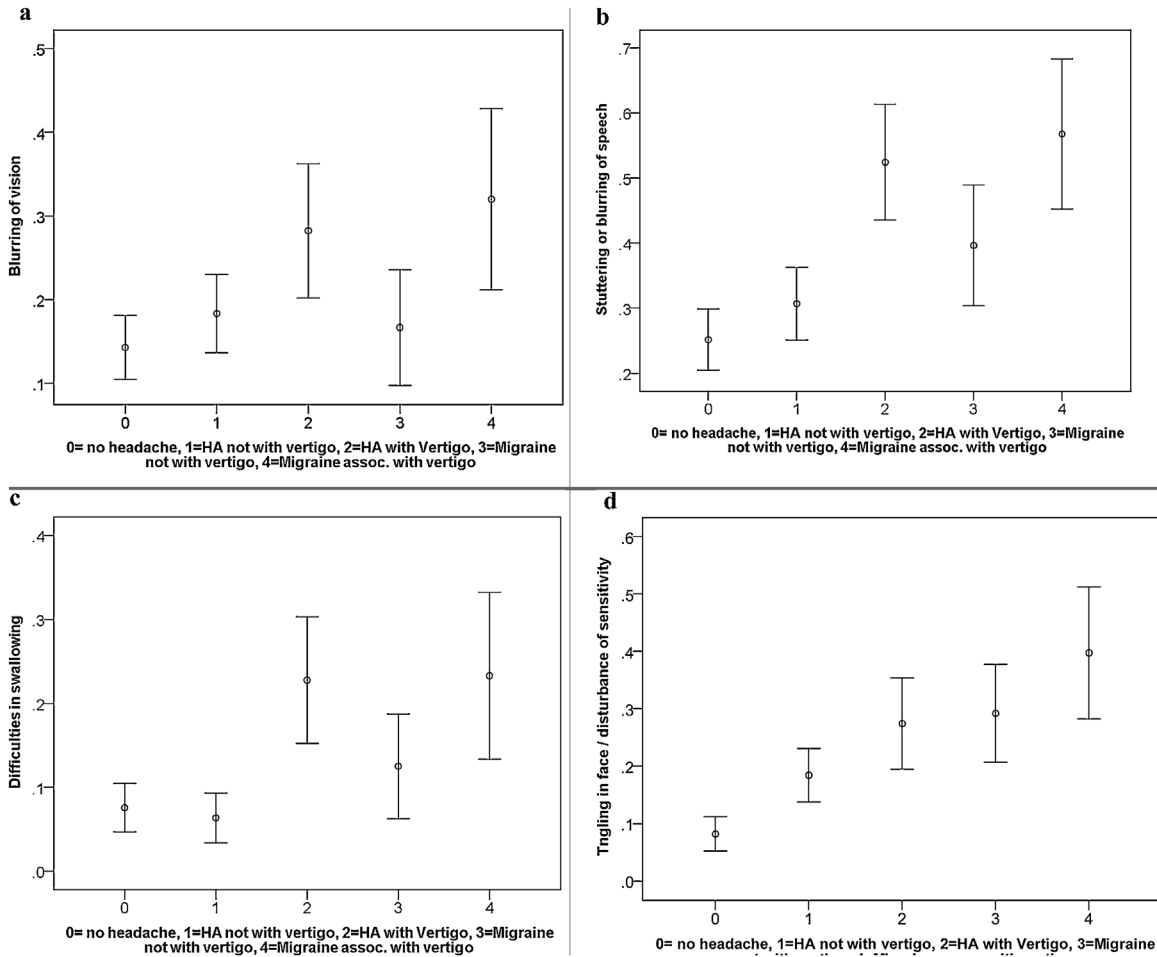 a
.5
.4
.3
.2
.1
Blurring of vision
0 1 2 3 4
0= no headache, 1=HA not with vertigo, 2=HA with Vertigo, 3=Migraine
not with vertigo, 4=Migraine assoc. with vertigo
b
.7
.6
.5
.4
.3
.2
Stuttering or blurring of speech
0 1 2 3 4
0= no headache, 1=HA not with vertigo, 2=HA with Vertigo, 3=Migraine
not with vertigo, 4=Migraine assoc. with vertigo
c
.4
.3
.2
.1
.0
Difficulties in swallowing
0 1 2 3 4
0= no headache, 1=HA not with vertigo, 2=HA with Vertigo, 3=Migraine
not with vertigo, 4=Migraine assoc. with vertigo
d
.6
.5
.4
.3
.2
.1
.0
Tngling in face / disturbance of sensitivity
0 1 2 3 4
0= no headache, 1=HA not with vertigo, 2=HA with Vertigo, 3=Migraine